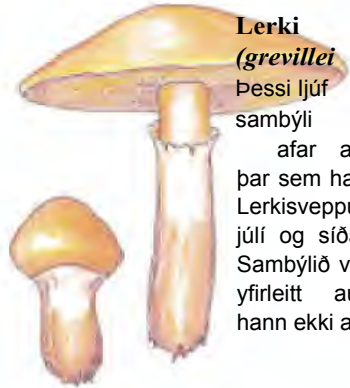 Lerki
(grevillei
Þessi ljúf
sambýli
afar a
þar sem ha
Lerkisveppu
júlí og síða
Sambýlið v
yfirleitt au
hann ekki a